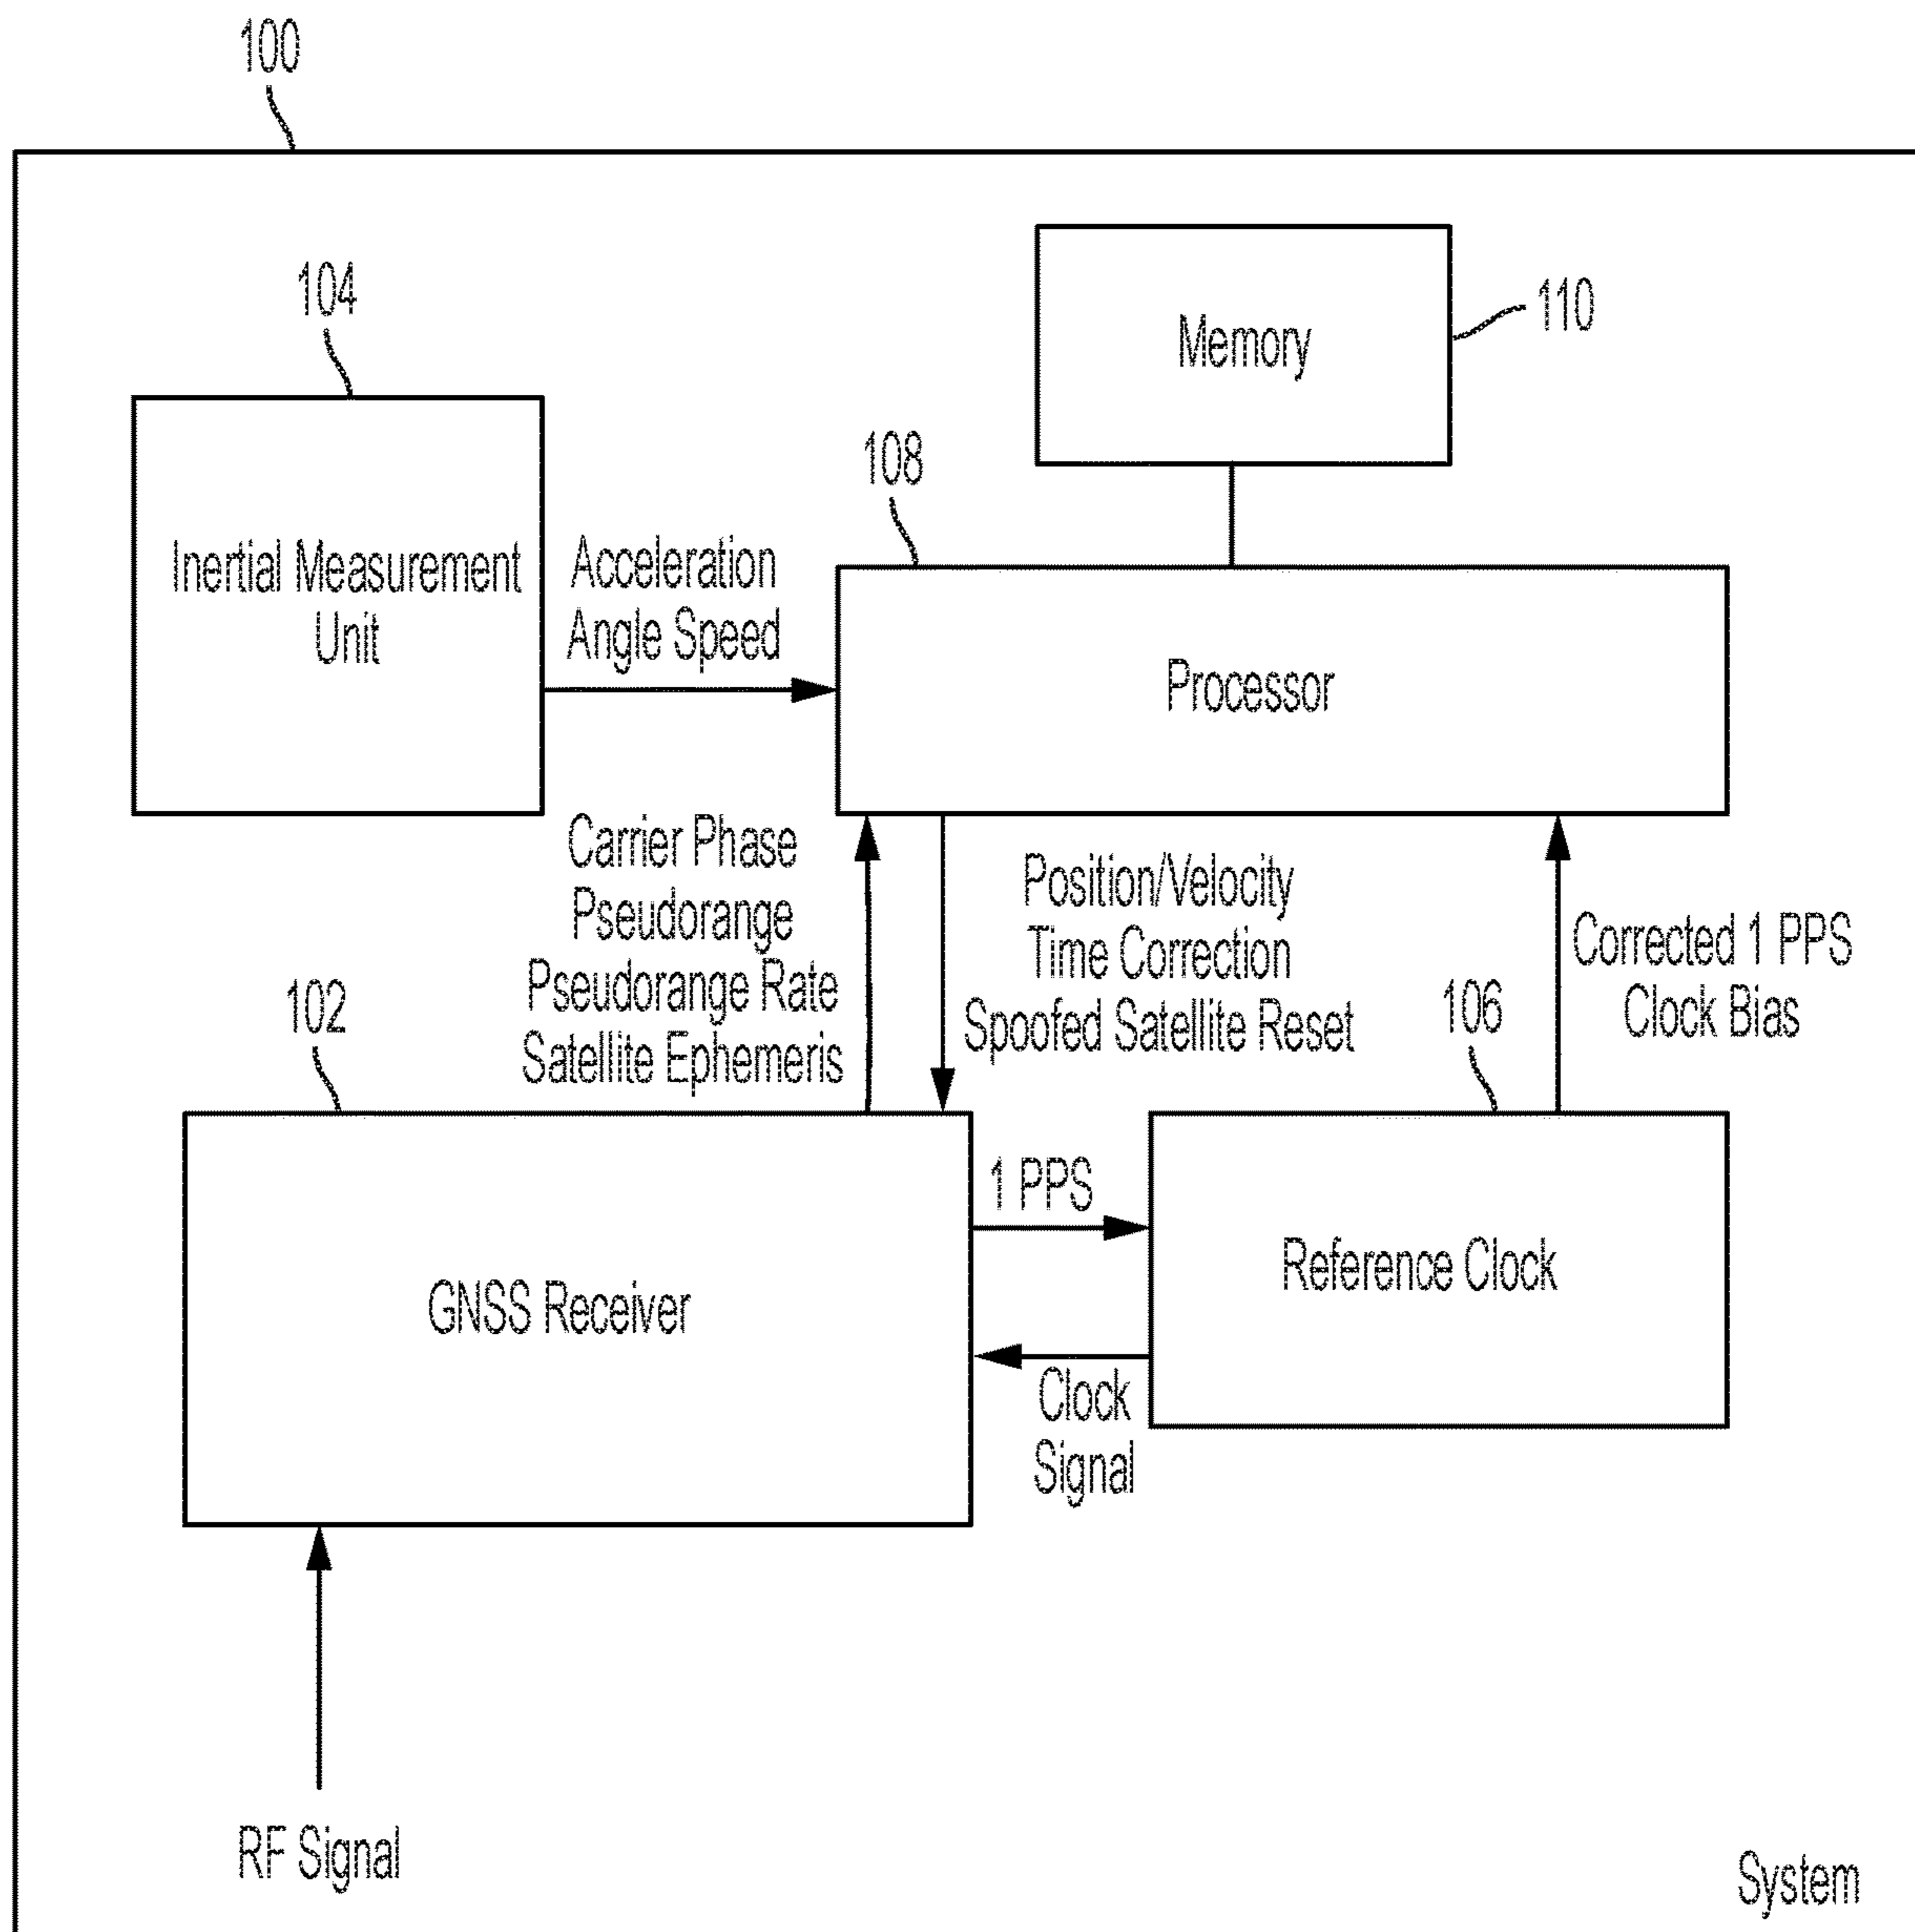 100
104
Memory
110
108
Inertial Measurement
Unit
Acceleration
Angle Speed
Processor
Carrier Phase
Pseudorange
Pseudorange Rate
Satellite Ephemeris
Position/Velocity
Time Correction
Spoofed Satellite Reset
Corrected 1 PPS
Clock Bias
102
106
1 PPS
GNSS Receiver
Reference Clock
Clock
Signal
RF Signal
System